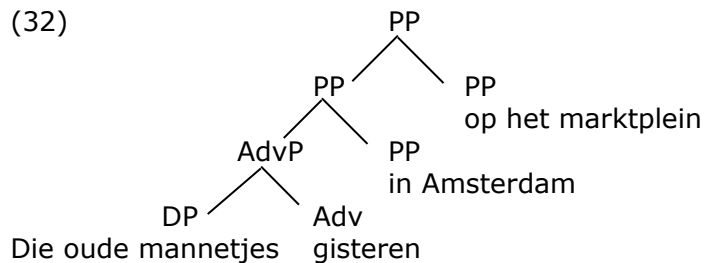 (32) PP
PP PP
op het marktplein
AdvP PP
in Amsterdam
DP Adv
Die oude mannetjes gisteren